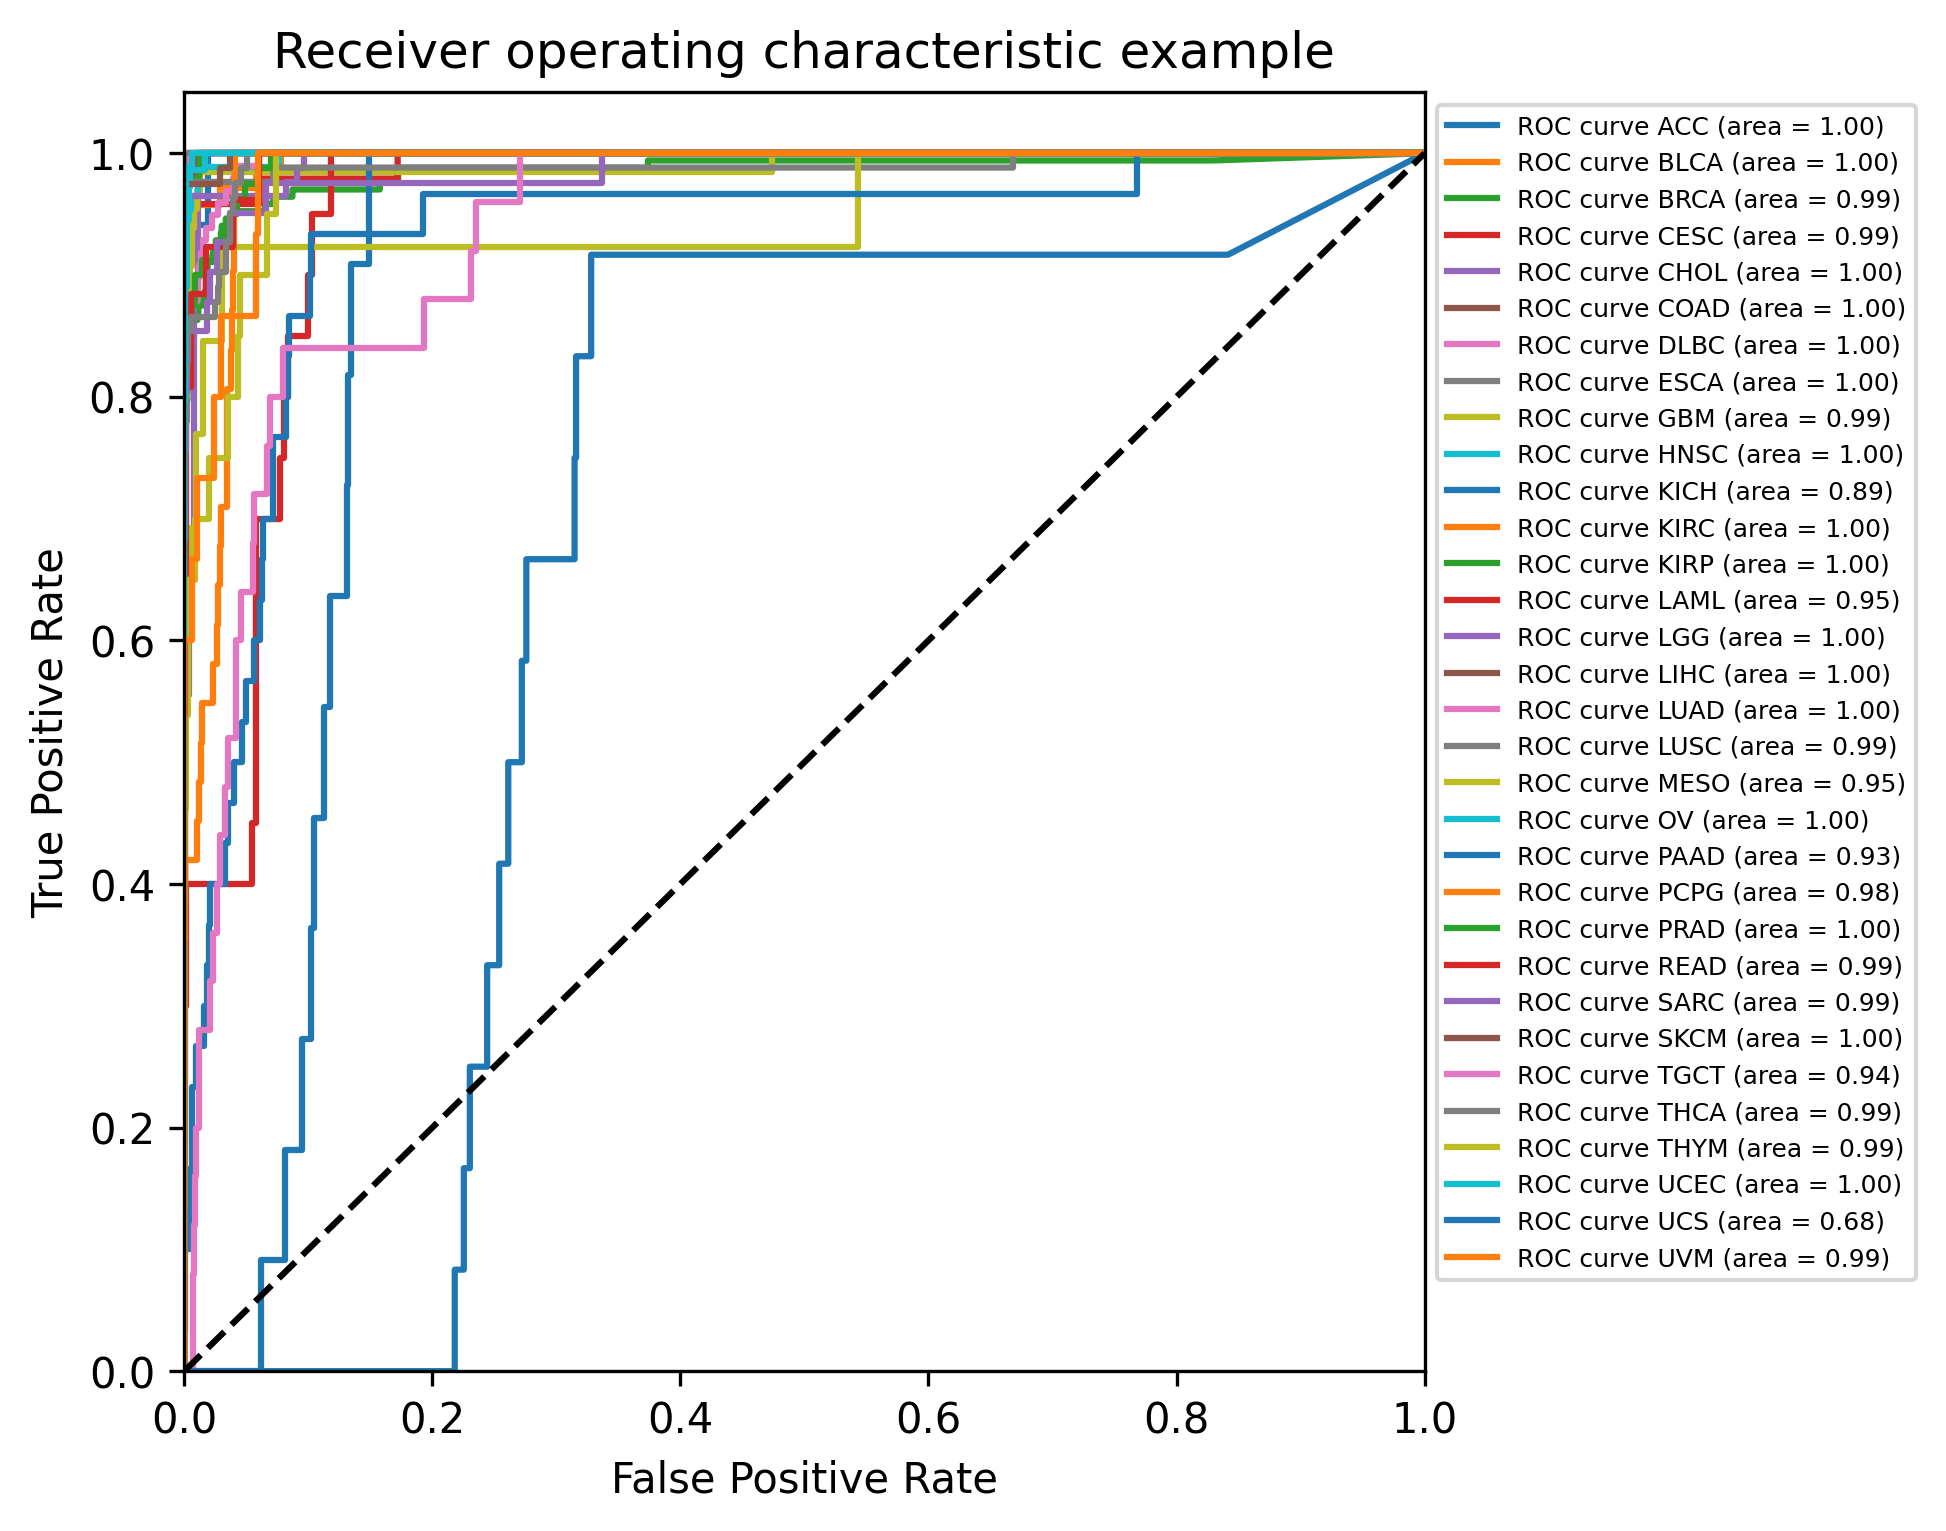 Receiver operating characteristic example
1.0
0.8
0.6
0.4
0.2
0.0
True Positive Rate
0.0 0.2 0.4 0.6 0.8 1.0
False Positive Rate
ROC curve ACC (area = 1.00)
ROC curve BLCA (area = 1.00)
ROC curve BRCA (area = 0.99)
ROC curve CESC (area = 0.99)
ROC curve CHOL (area = 1.00)
ROC curve COAD (area = 1.00)
ROC curve DLBC (area = 1.00)
ROC curve ESCA (area = 1.00)
ROC curve GBM (area = 0.99)
ROC curve HNSC (area = 1.00)
ROC curve KICH (area = 0.89)
ROC curve KIRC (area = 1.00)
ROC curve KIRP (area = 1.00)
ROC curve LAML (area = 0.95)
ROC curve LGG (area = 1.00)
ROC curve LIHC (area = 1.00)
ROC curve LUAD (area = 1.00)
ROC curve LUSC (area = 0.99)
ROC curve MESO (area = 0.95)
ROC curve OV (area = 1.00)
ROC curve PAAD (area = 0.93)
ROC curve PCPG (area = 0.98)
ROC curve PRAD (area = 1.00)
ROC curve READ (area = 0.99)
ROC curve SARC (area = 0.99)
ROC curve SKCM (area = 1.00)
ROC curve TGCT (area = 0.94)
ROC curve THCA (area = 0.99)
ROC curve THYM (area = 0.99)
ROC curve UCEC (area = 1.00)
ROC curve UCS (area = 0.68)
ROC curve UVM (area = 0.99)